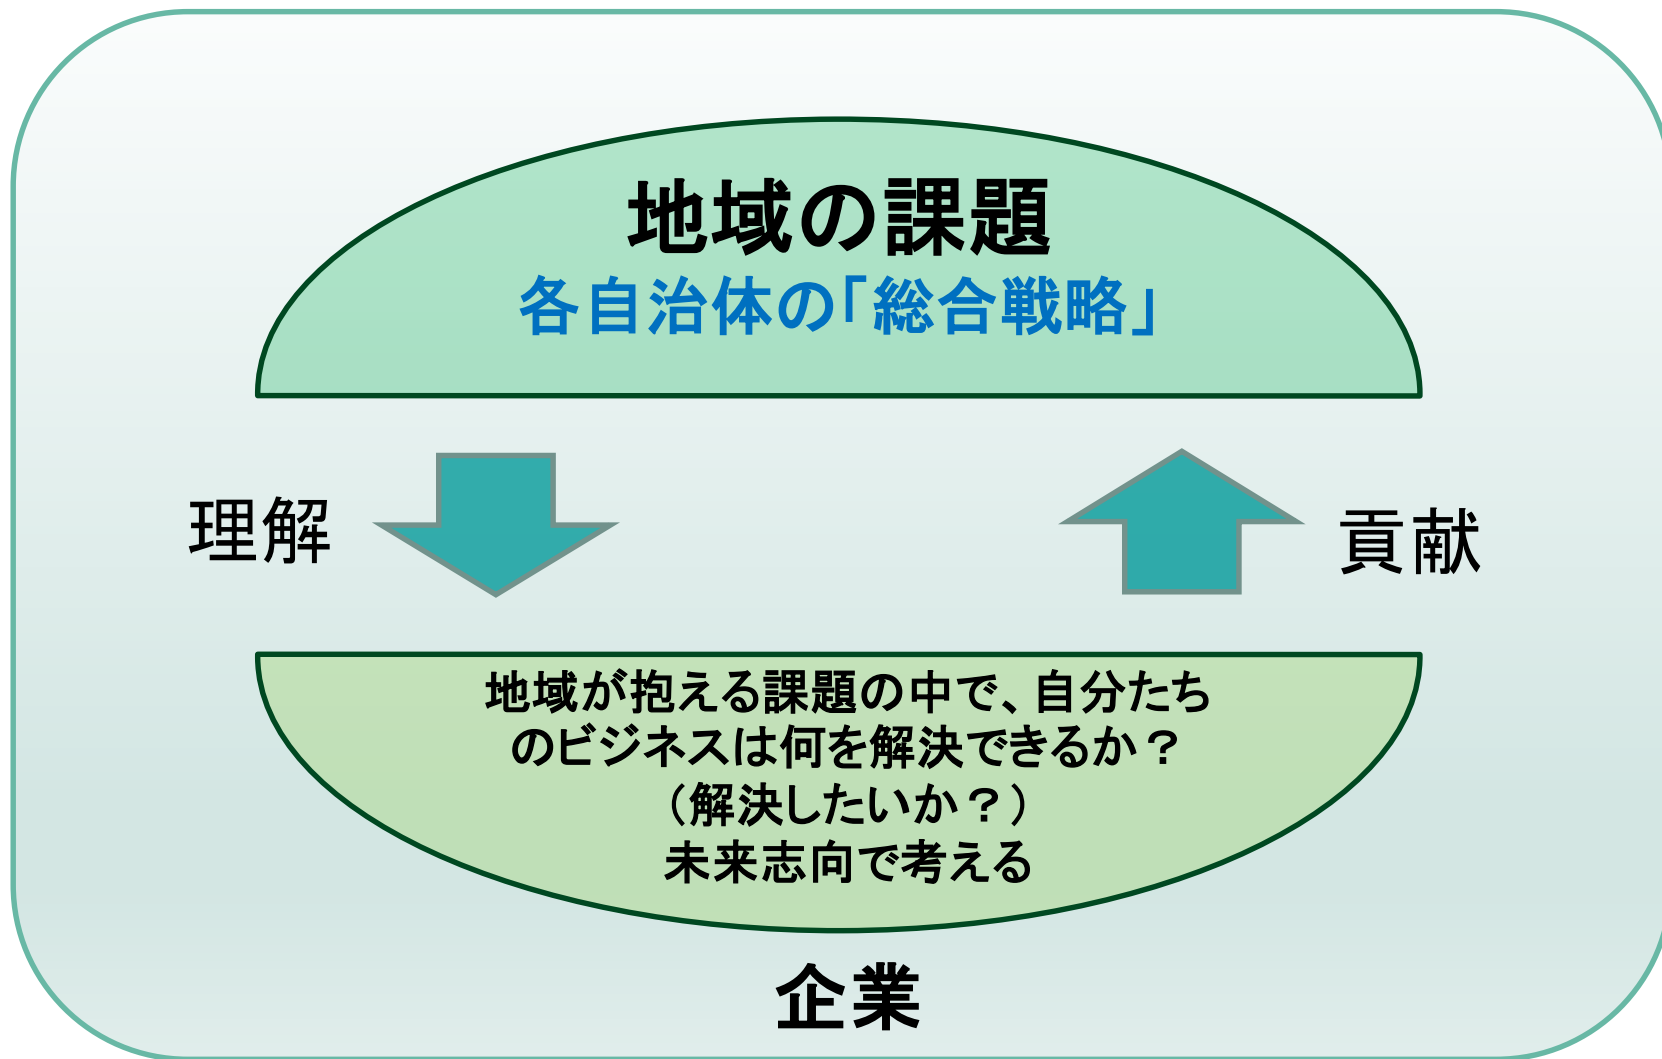 地域の課題
各自治体の「総合戦略」
理解
貢献
地域が抱える課題の中で、自分たち
のビジネスは何を解決できるか？
（解決したいか？）
未来志向で考える
企業